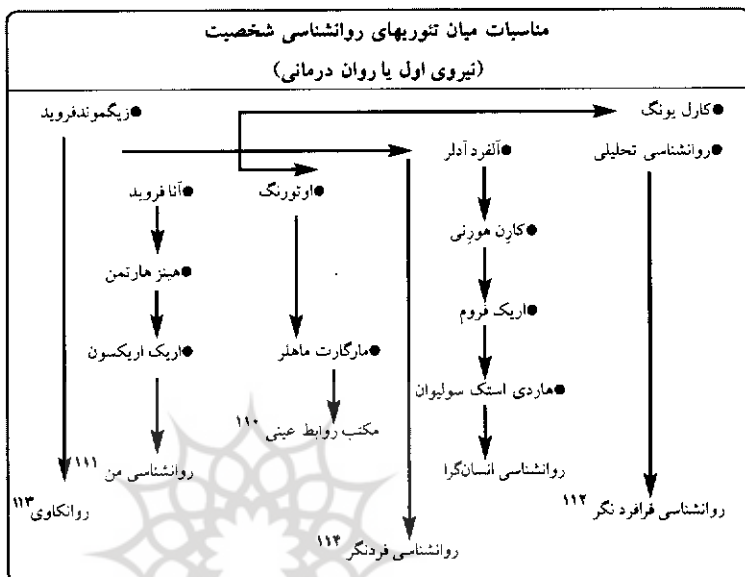 مناسبات میان تئوریهای روانشناسی شخصیت
(نیروی اول یا روان درمانی)
●کارل یونگ
●زیگموندفروید
●روانشناسی تحلیلی
●آلفرد آدلر
●اوتورنگ
●آنا فروید
●کارن هورنی
●هینز هارتمن
●اریک فروم
●مارگارت ماهلر
●اریک اریکسون
●هاردی استک سولیوان
مکتب روابط عینی ۱۱۰
روانشناسی انسان‌گرا
روانشناسی من ۱۱۱
روانشناسی فرافرد نگر ۱۱۲
روانکاوی ۱۱۳
روانشناسی فردنگر ۱۱۴